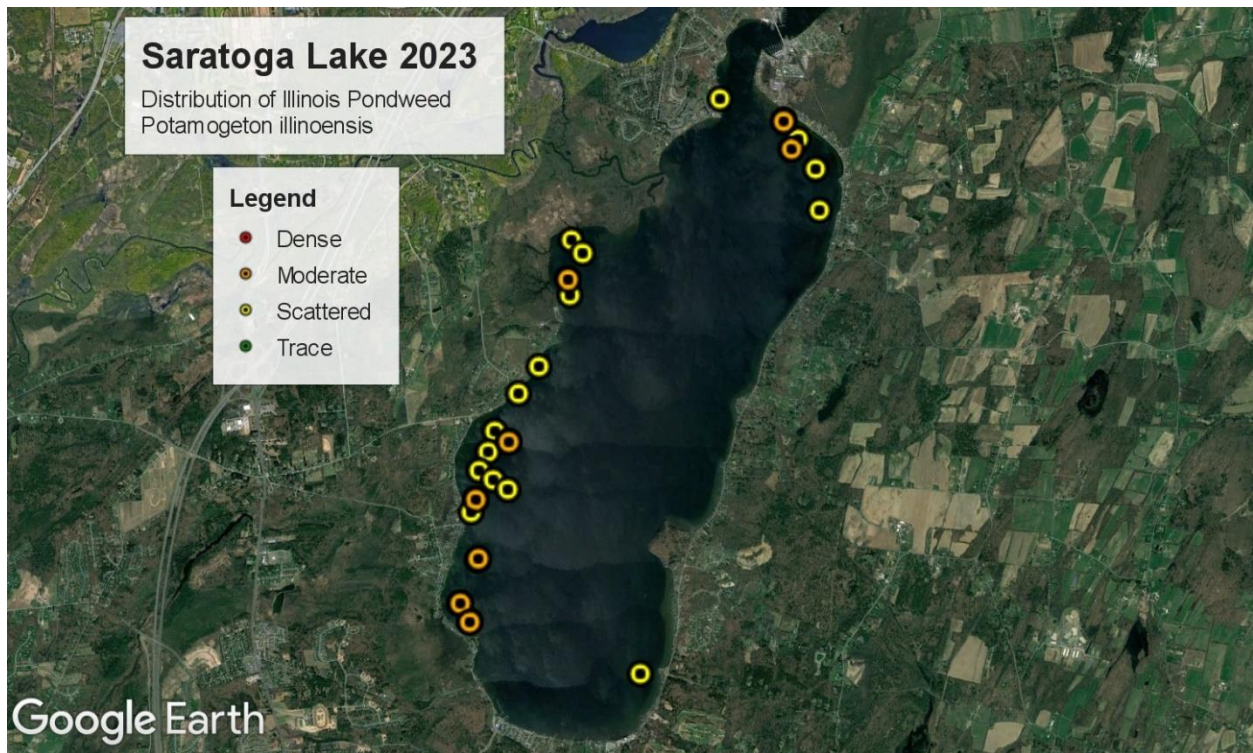 Saratoga Lake 2023
Distribution of Illinois Pondweed
Potamogeton illinoensis
Legend
Dense
Moderate
Scattered
Trace
Google Earth